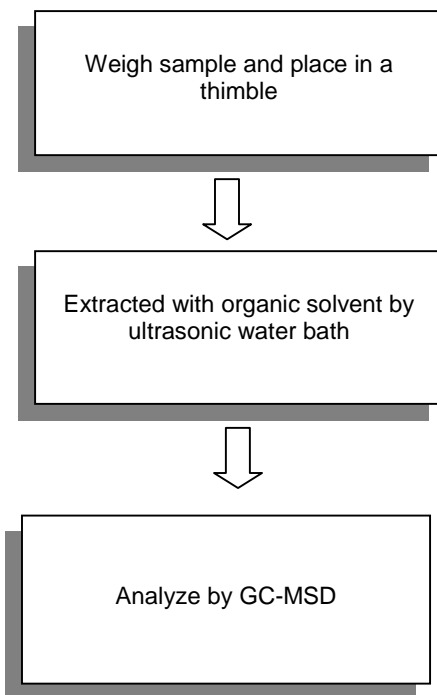 Weigh sample and place in a
thimble
Extracted with organic solvent by
ultrasonic water bath
Analyze by GC-MSD